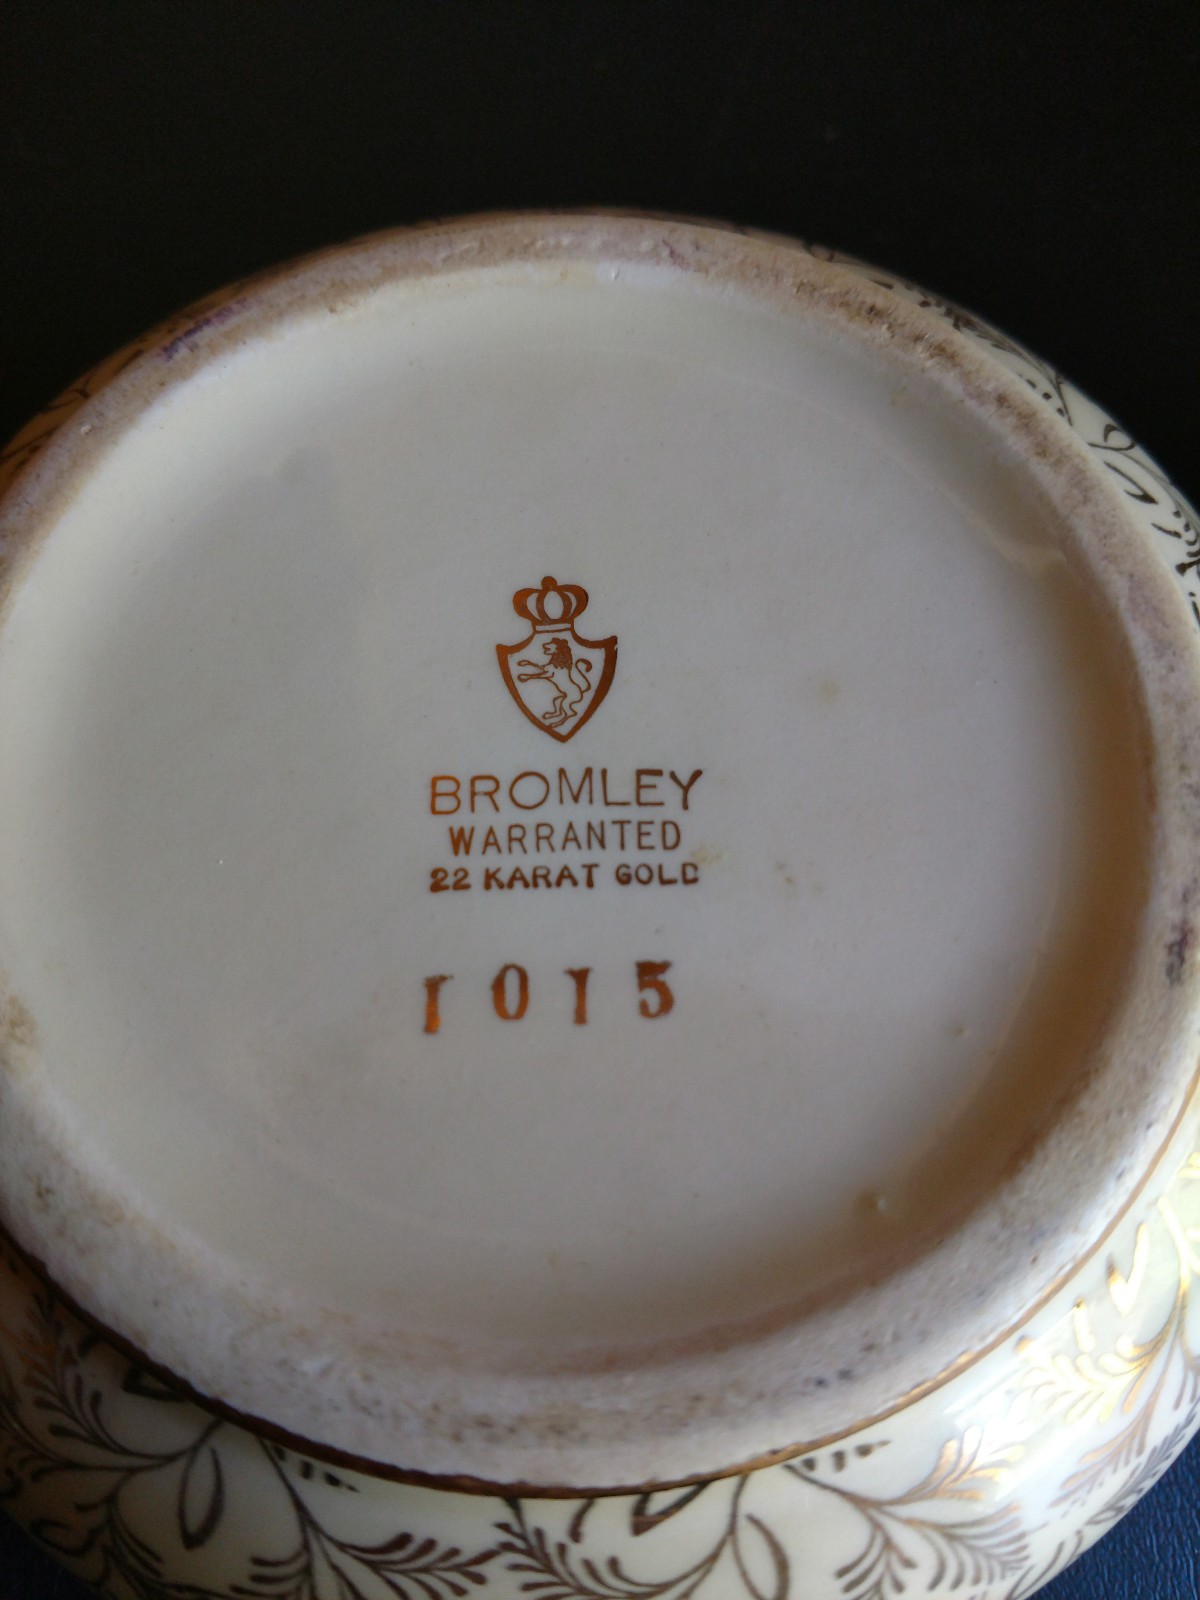 BROMLEY
WARRANTED
22 KARAT GOLD
1015